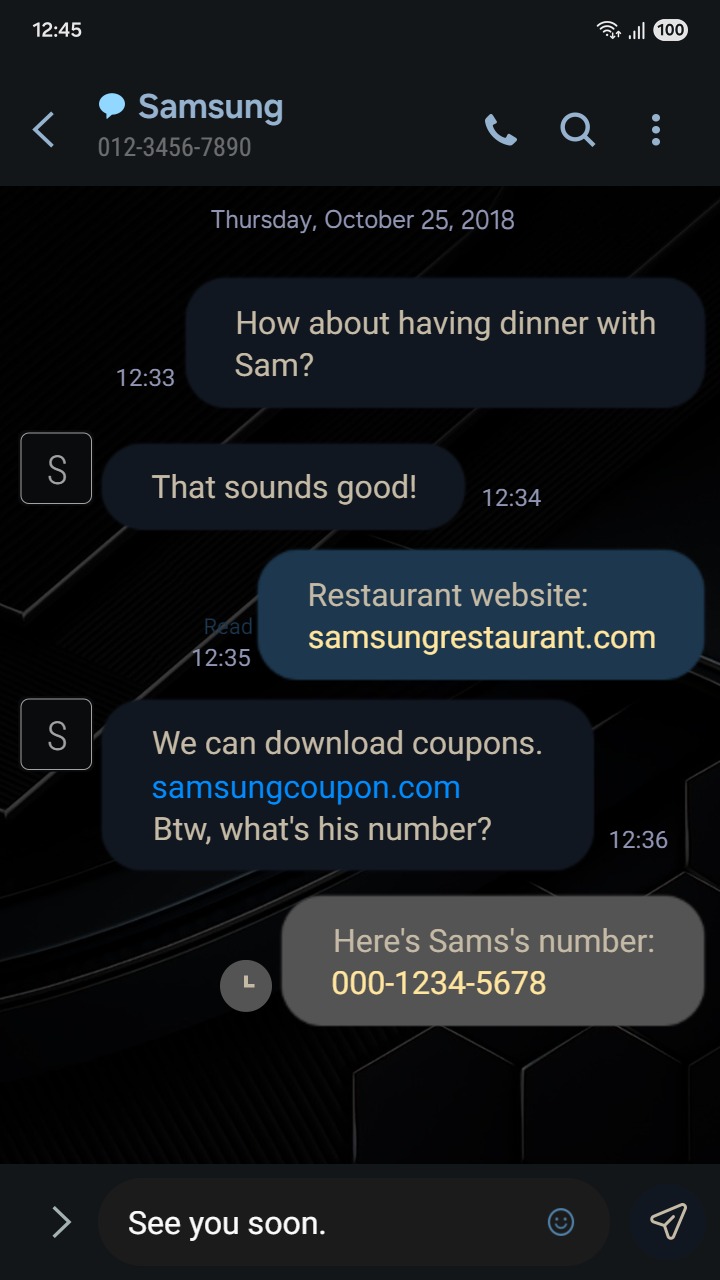 12:45
100
Samsung
012-3456-7890
Thursday, October 25, 2018
How about having dinner with
Sam?
12:33
S
That sounds good!
12:34
Restaurant website:
samsungrestaurant.com
Read
12:35
S
We can download coupons.
samsungcoupon.com
Btw, what's his number?
12:36
Here's Sams's number:
000-1234-5678
See you soon.